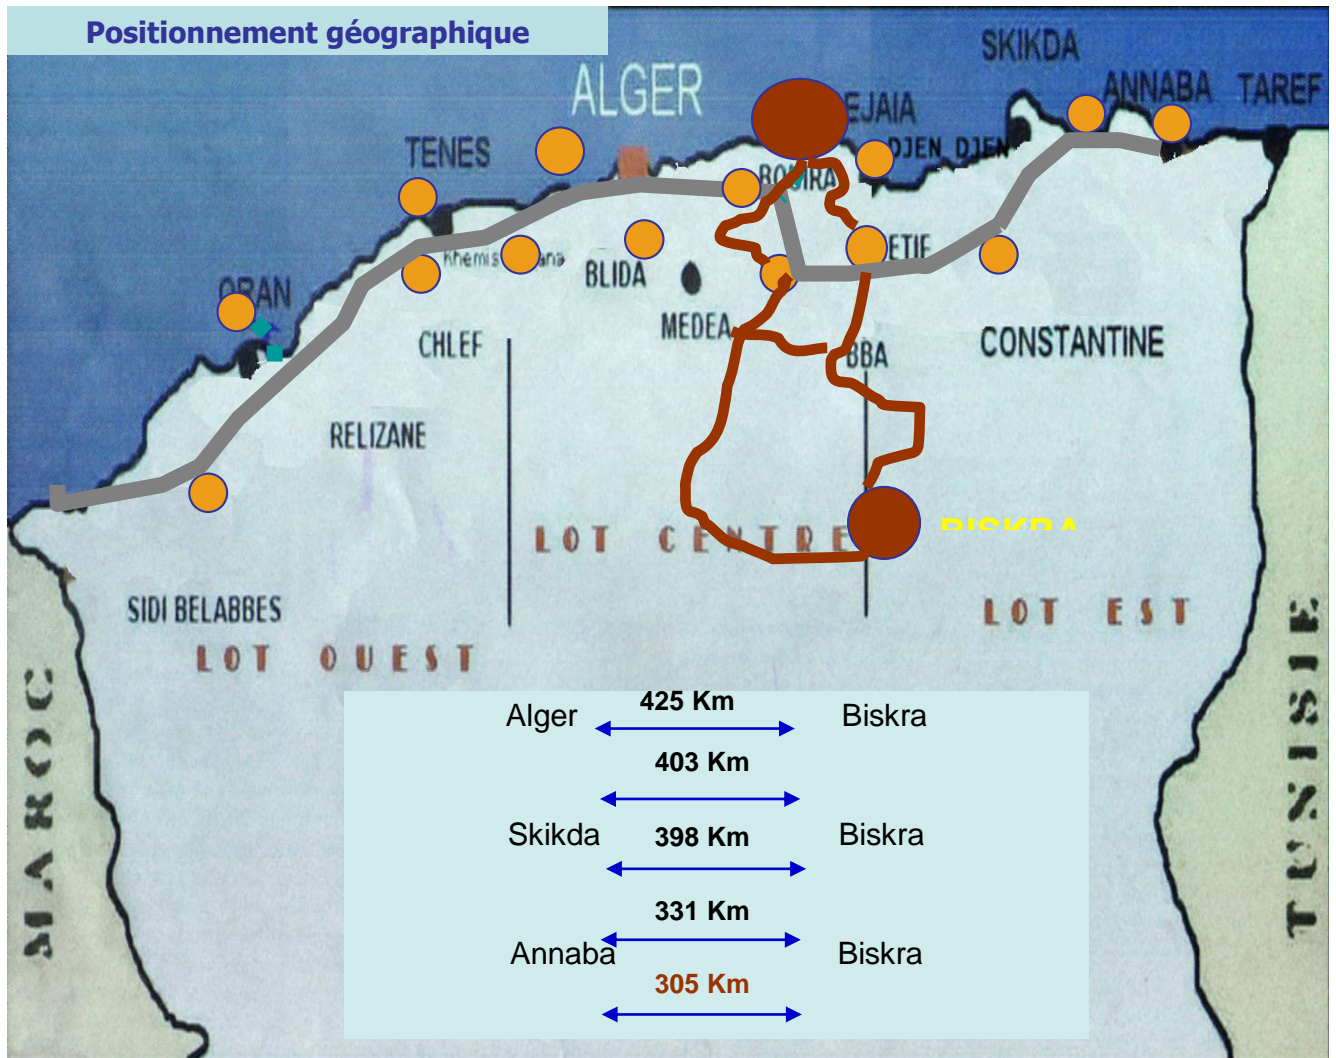 Positionnement géographique
SKIKDA
ALGER
ANNABA
TAREF
EJAIA
TENES
DJEN DJEN
BOUIRA
ETIF
Khemis ana
BLIDA
ORAN
MEDEA
CHLEF
BBA
CONSTANTINE
RELIZANE
BISKRA
LOT CENTRE
SIDI BELABBES
LOT EST
LOT OUEST
MAROC
TUNISIE
Alger 425 Km Biskra
403 Km
Skikda 398 Km Biskra
331 Km
Annaba Biskra
305 Km